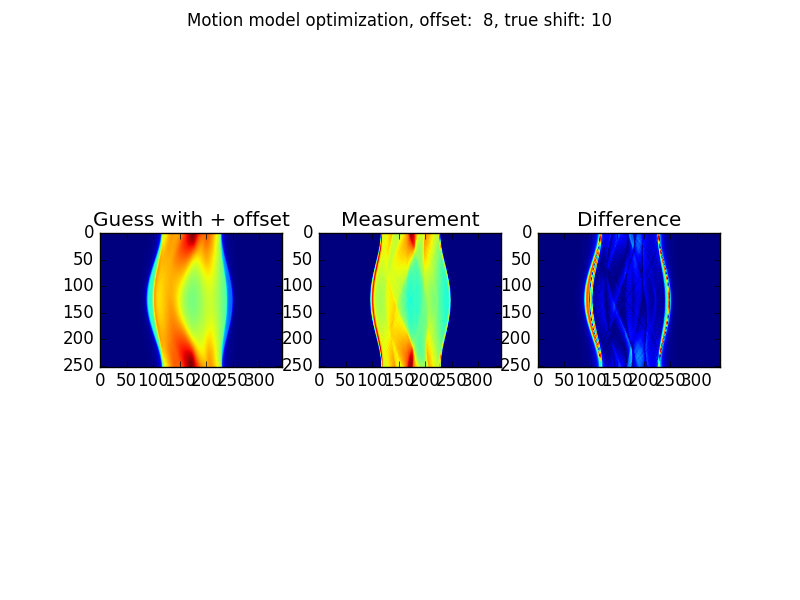 Motion model optimization, offset:  8, true shift: 10
Guess with + offset Measurement Difference
0 0 0
50 50 50
100 100 100
150 150 150
200 200 200
250 250 250
0 50 100 150 200 250 300 0 50 100 150 200 250 300 0 50 100 150 200 250 300